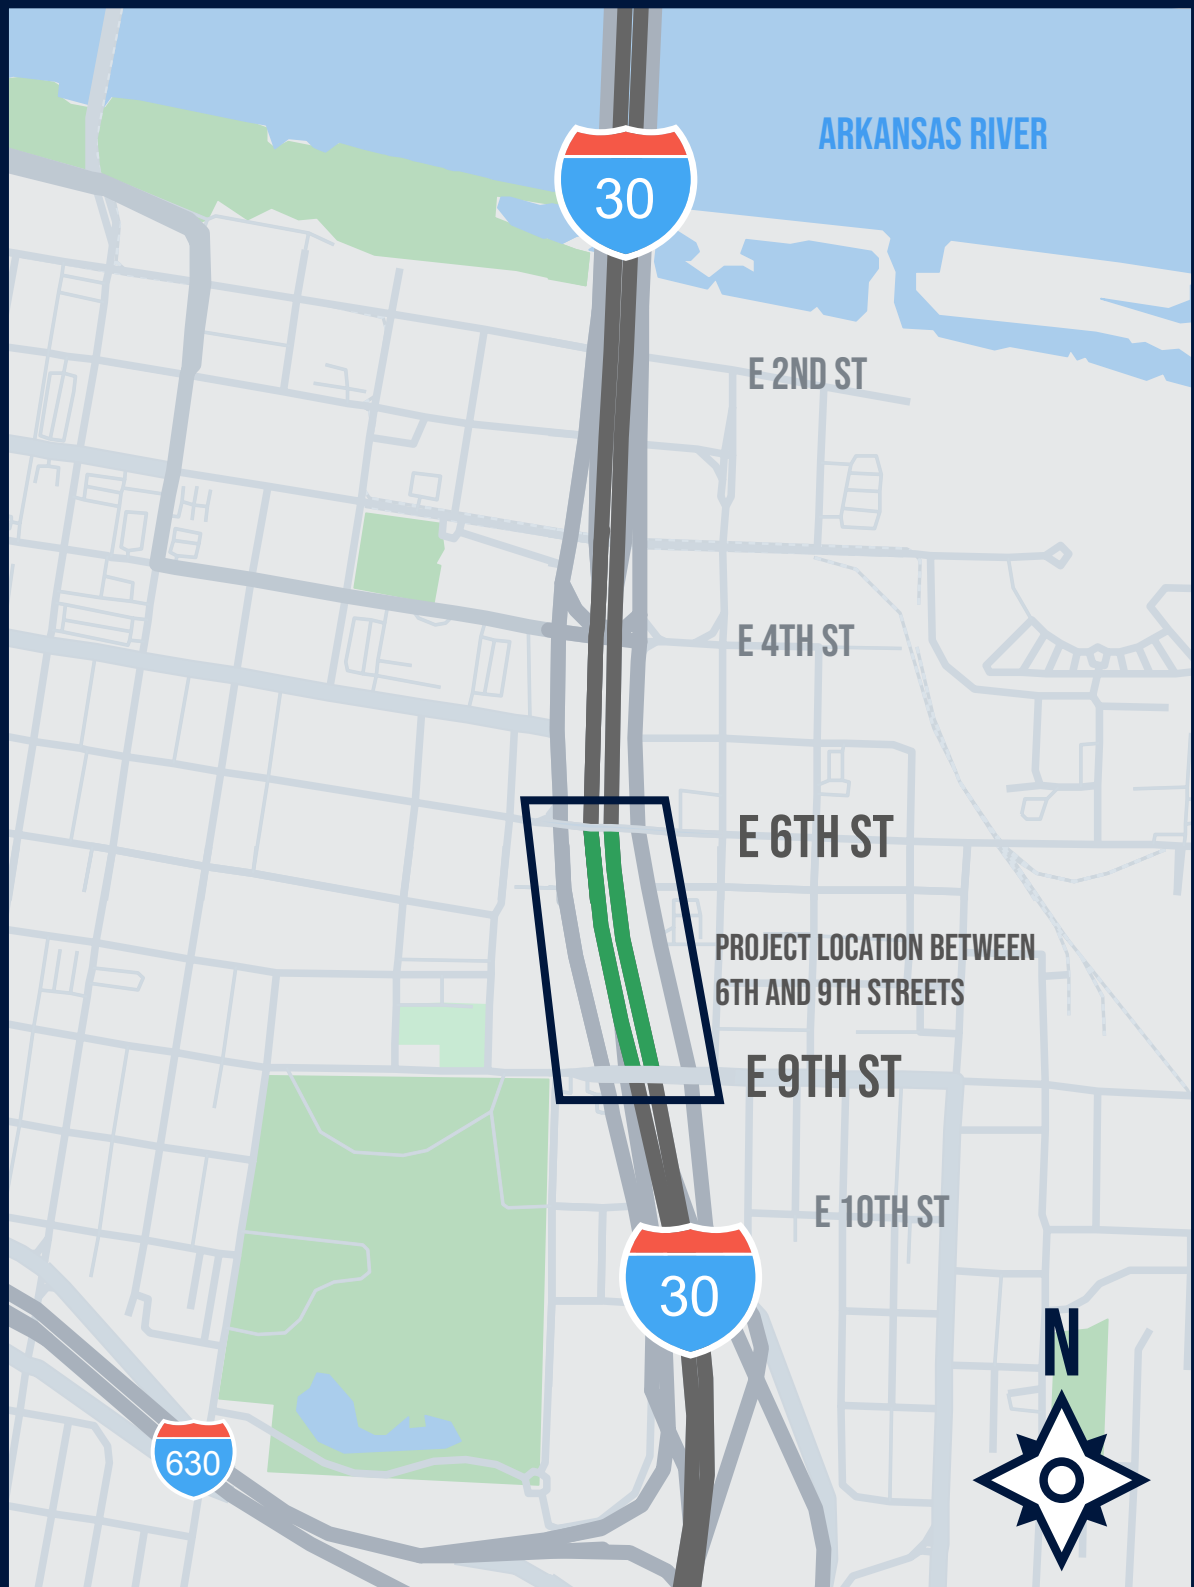 ARKANSAS RIVER
30
E 2ND ST
E 4TH ST
E 6TH ST
PROJECT LOCATION BETWEEN
6TH AND 9TH STREETS
E 9TH ST
E 10TH ST
30
N
630